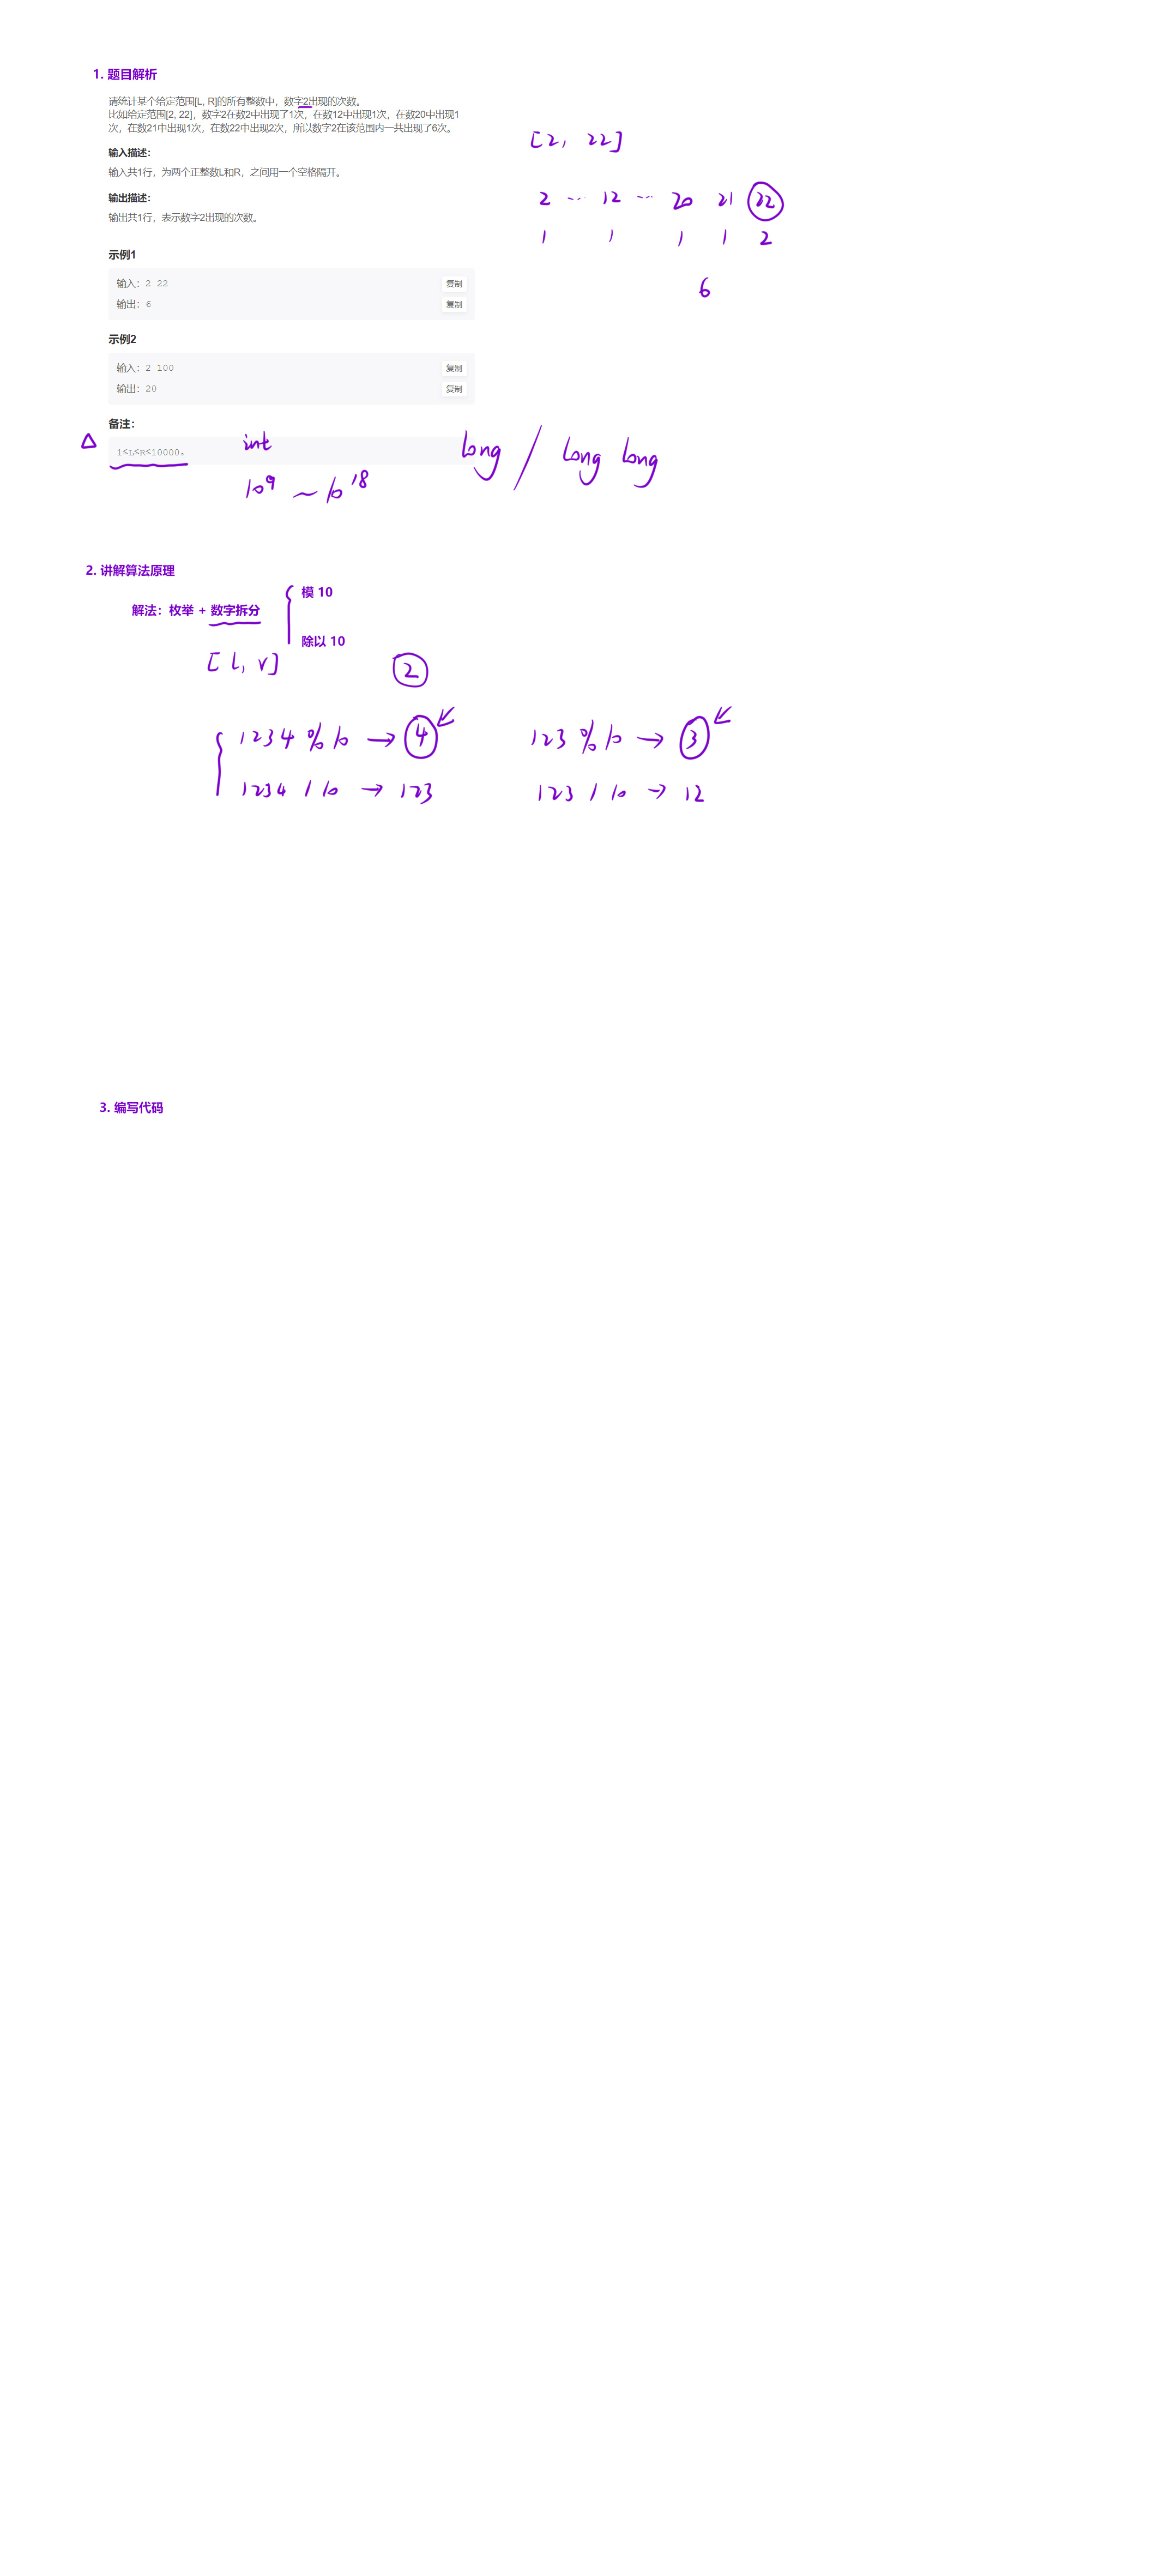 1. 题目解析
请统计某个给定范围[L, R]的所有整数中，数字2出现的次数。
比如给定范围[2, 22]，数字2在数2中出现了1次，在数12中出现1次，在数20中出现1
次，在数21中出现1次，在数22中出现2次，所以数字2在该范围内一共出现了6次。
[2, 22]
输入描述：
输入共1行，为两个正整数L和R，之间用一个空格隔开。
输出描述：
2 ... 12 ... 20 21 22
输出共1行，表示数字2出现的次数。
1 1 1 1 2
示例1
输入：2 22 复制
6
输出：6 复制
示例2
输入：2 100 复制
输出：20 复制
备注：
int
long / long long
1≤L≤R≤10000。
10^9 ~ 10^18
2. 讲解算法原理
模 10
解法：枚举 + 数字拆分
除以 10
[l, r]
2
1234 % 10 → 4 123 % 10 → 3
1234 / 10 → 123 123 / 10 → 12
3. 编写代码